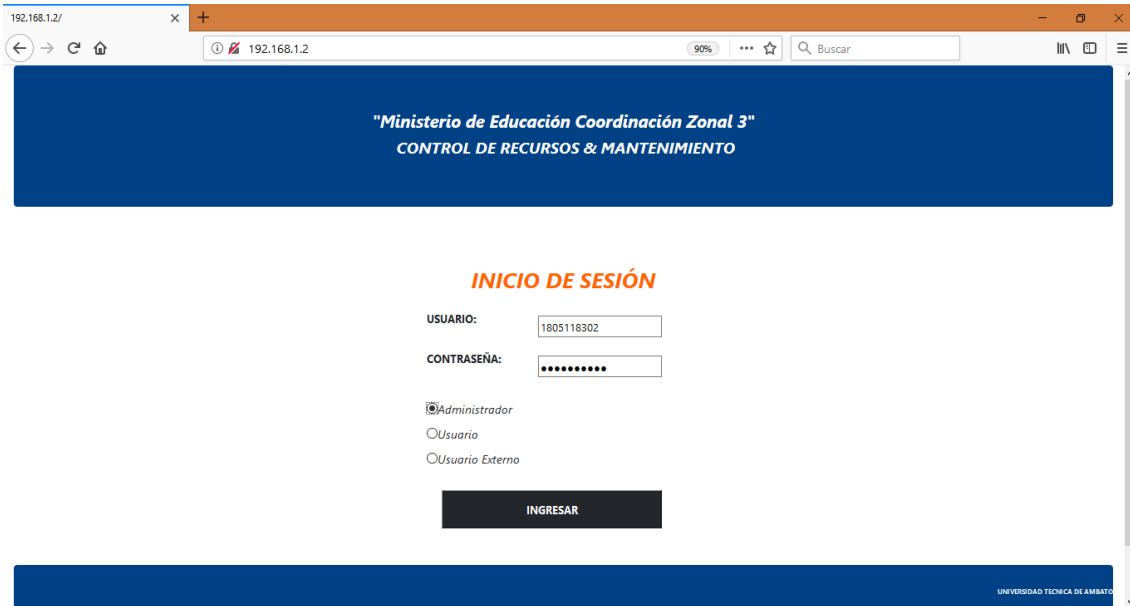 192.168.1.2/
192.168.1.2
90%
Buscar
"Ministerio de Educación Coordinación Zonal 3"
CONTROL DE RECURSOS & MANTENIMIENTO
INICIO DE SESIÓN
USUARIO:
1805118302
CONTRASEÑA:
••••••••••
Administrador
Usuario
Usuario Externo
INGRESAR
UNIVERSIDAD TECNICA DE AMBATO